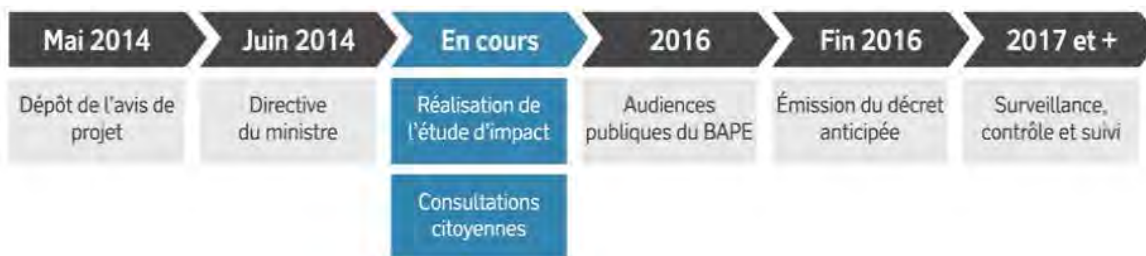 Mai 2014
Juin 2014
En cours
2016
Fin 2016
2017 et +
Dépôt de l'avis de
projet
Directive
du ministre
Réalisation de
l'étude d'impact
Audiences
publiques du BAPE
Émission du décret
anticipée
Surveillance,
contrôle et suivi
Consultations
citoyennes